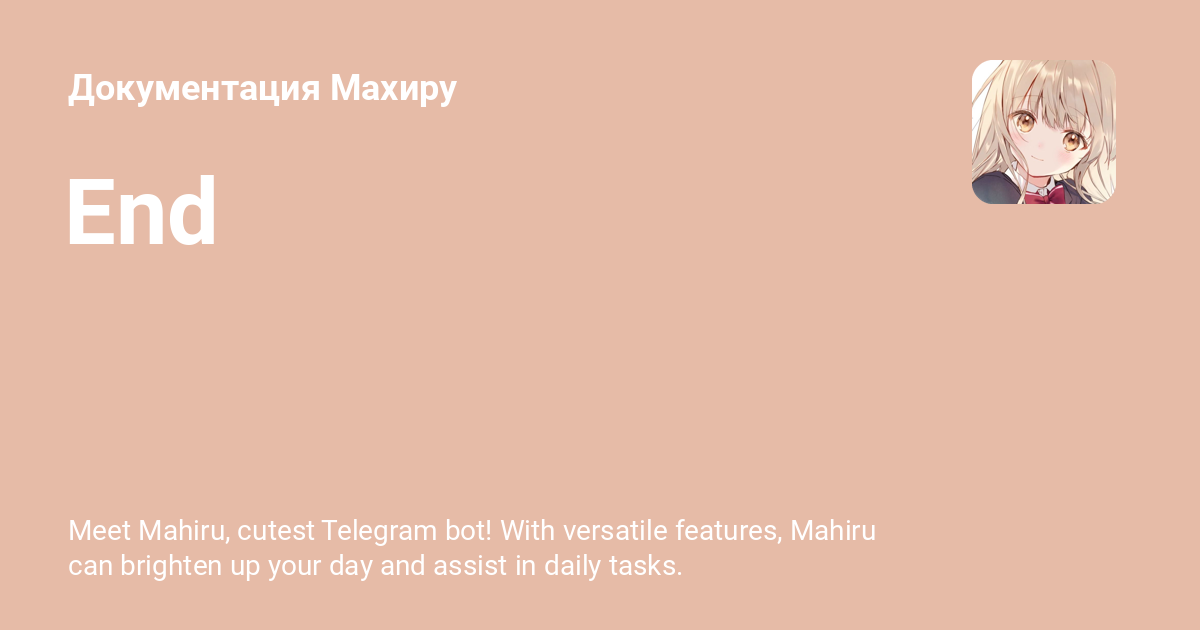 Документация Махиру
End
Meet Mahiru, cutest Telegram bot! With versatile features, Mahiru
can brighten up your day and assist in daily tasks.